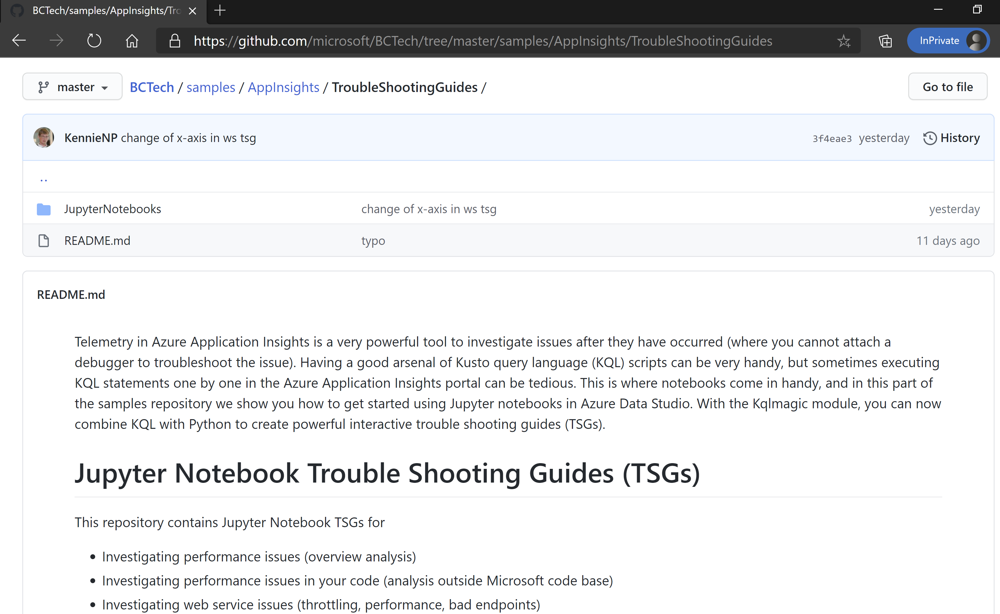 BCTech/samples/AppInsights/Tro
https://github.com/microsoft/BCTech/tree/master/samples/AppInsights/TroubleShootingGuides
InPrivate
master
BCTech / samples / AppInsights / TroubleShootingGuides /
Go to file
KennieNP change of x-axis in ws tsg
3f4eae3 yesterday
History
..
JupyterNotebooks
change of x-axis in ws tsg
yesterday
README.md
typo
11 days ago
README.md
Telemetry in Azure Application Insights is a very powerful tool to investigate issues after they have occurred (where you cannot attach a
debugger to troubleshoot the issue). Having a good arsenal of Kusto query language (KQL) scripts can be very handy, but sometimes executing
KQL statements one by one in the Azure Application Insights portal can be tedious. This is where notebooks come in handy, and in this part of
the samples repository we show you how to get started using Jupyter notebooks in Azure Data Studio. With the Kqlmagic module, you can now
combine KQL with Python to create powerful interactive trouble shooting guides (TSGs).
Jupyter Notebook Trouble Shooting Guides (TSGs)
This repository contains Jupyter Notebook TSGs for
• Investigating performance issues (overview analysis)
• Investigating performance issues in your code (analysis outside Microsoft code base)
• Investigating web service issues (throttling, performance, bad endpoints)